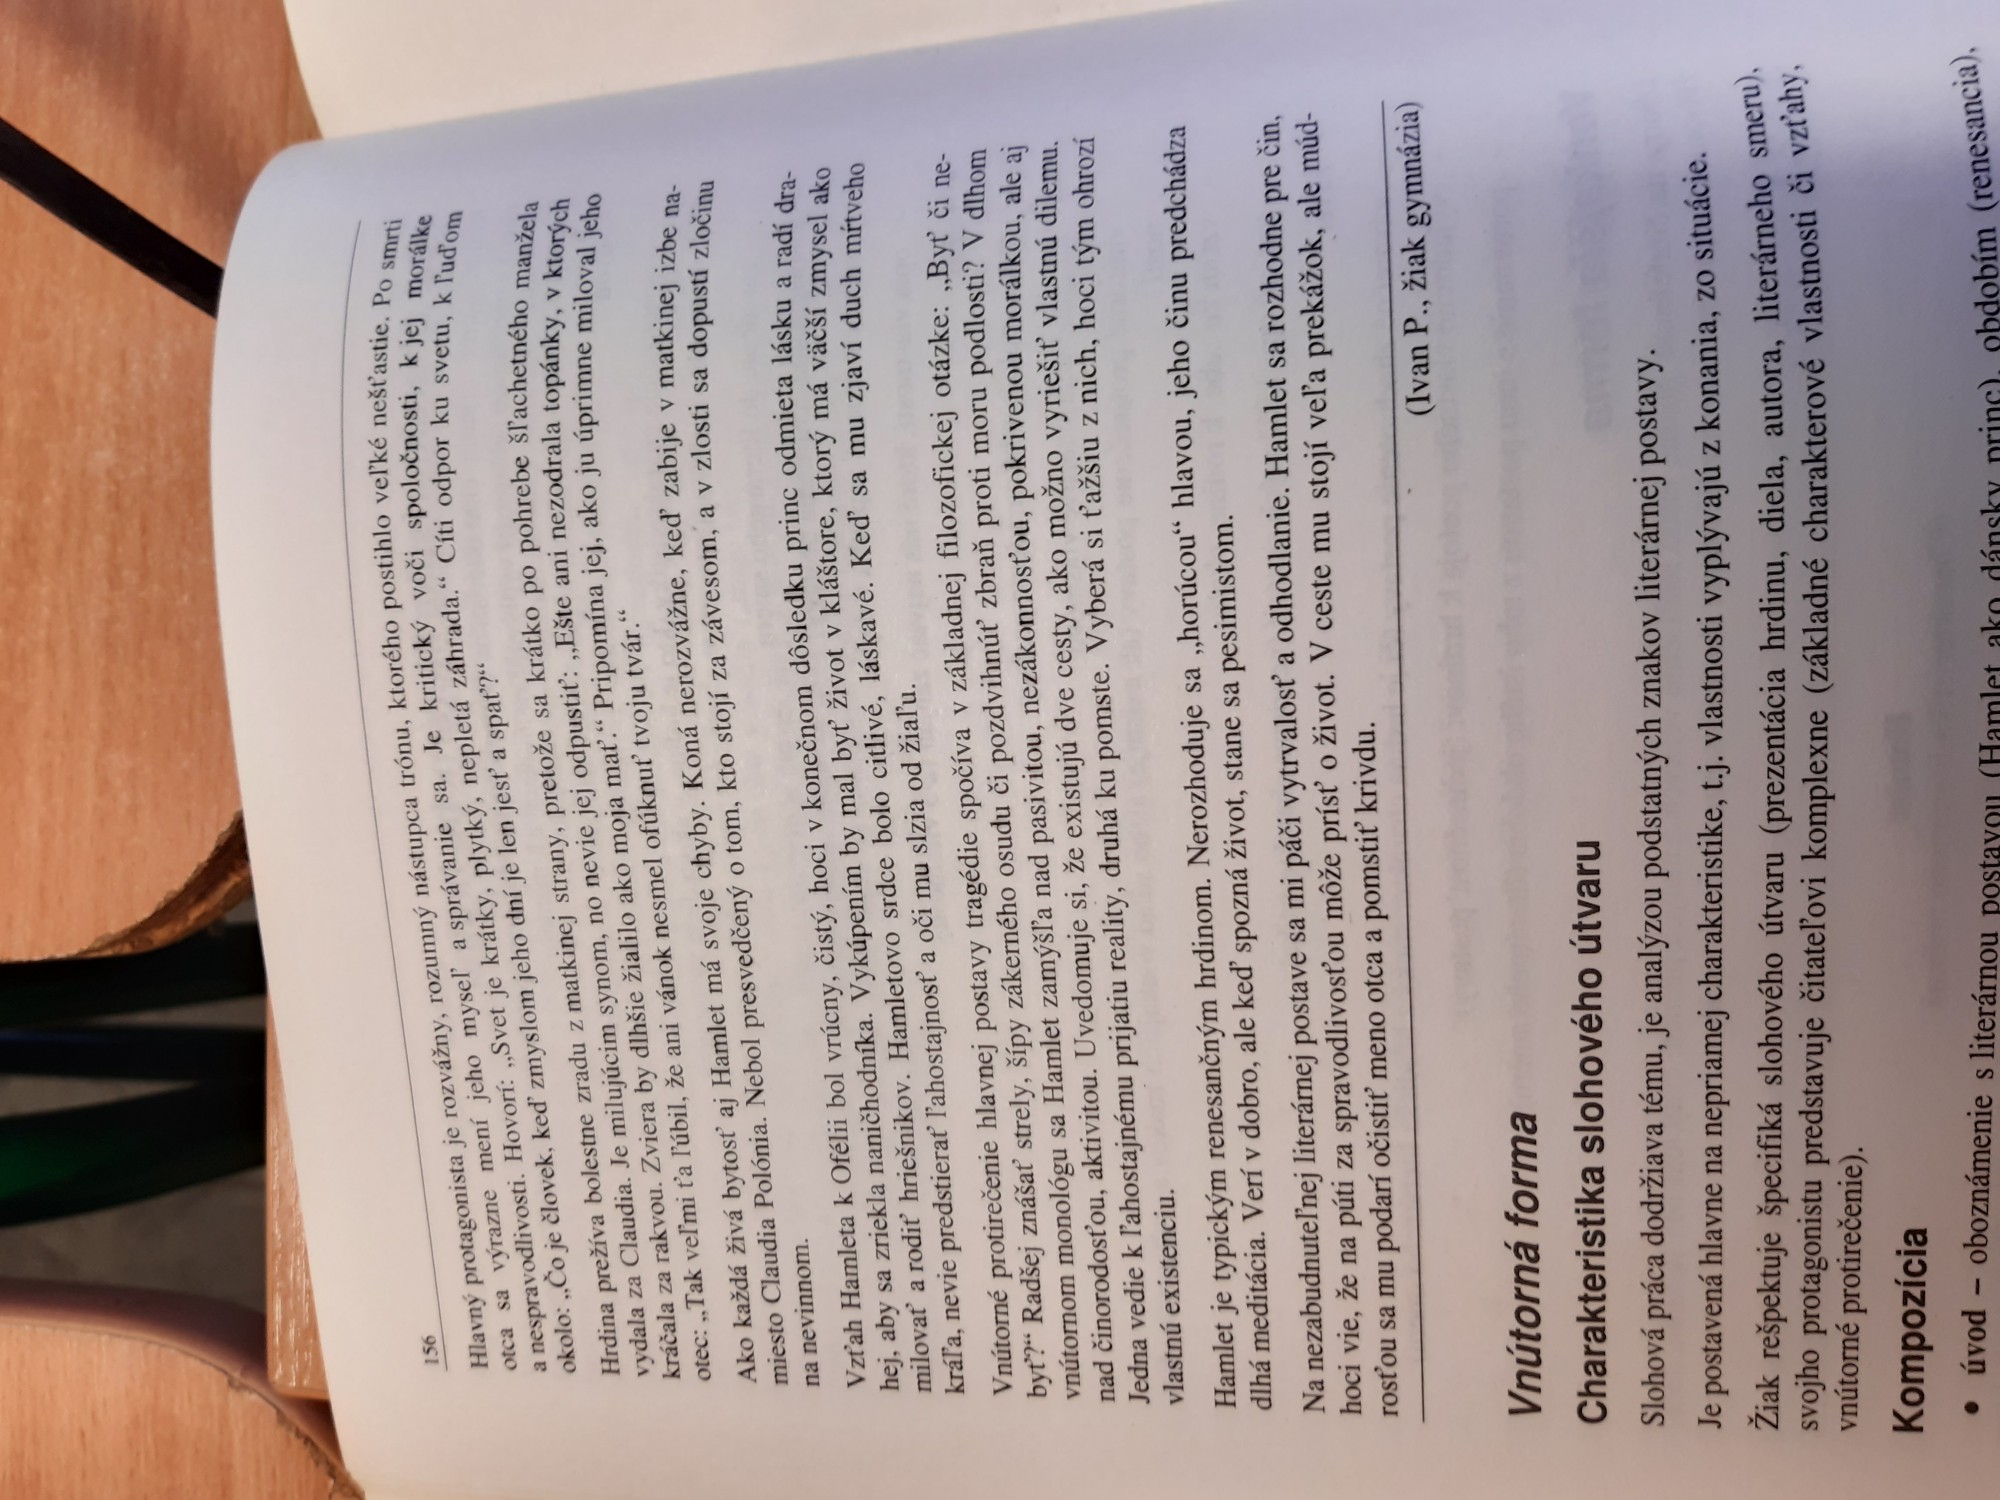 156
Hlavný protagonista je rozvážny, rozumný nástupca trónu, ktorého postihlo veľké nešťastie. Po smrti
otca sa výrazne mení jeho myseľ a správanie sa. Je kritický voči spoločnosti, k jej morálke
a nespravodlivosti. Hovorí: „Svet je krátky, plytký, nepletá záhrada.“ Cíti odpor ku svetu, k ľuďom
okolo: „Čo je človek, keď zmyslom jeho dní je len jesť a spať?“
Hrdina prežíva bolestne zradu z matkinej strany, pretože sa krátko po pohrebe šľachetného manžela
vydala za Claudia. Je milujúcim synom, no nevie jej odpustiť: „Ešte ani nezodrala topánky, v ktorých
kráčala za rakvou. Zviera by dlhšie žialilo ako moja mať.“ Pripomína jej, ako ju úprimne miloval jeho
otec: „Tak veľmi ťa ľúbil, že ani vánok nesmel ofúknuť tvoju tvár.“
Ako každá živá bytosť aj Hamlet má svoje chyby. Koná nerozvážne, keď zabije v matkinej izbe na-
miesto Claudia Polónia. Nebol presvedčený o tom, kto stojí za závesom, a v zlosti sa dopustí zločinu
na nevinnom.
Vzťah Hamleta k Ofélii bol vrúcny, čistý, hoci v konečnom dôsledku princ odmieta lásku a radí dra-
hej, aby sa zriekla naničhodníka. Vykúpením by mal byť život v kláštore, ktorý má väčší zmysel ako
milovať a rodiť hriešnikov. Hamletovo srdce bolo citlivé, láskavé. Keď sa mu zjaví duch mŕtveho
kráľa, nevie predstierať ľahostajnosť a oči mu slzia od žiaľu.
Vnútorné protirečenie hlavnej postavy tragédie spočíva v základnej filozofickej otázke: „Byť či ne-
byť?“ Radšej znášať strely, šípy zákerného osudu či pozdvihnúť zbraň proti moru podlosti? V dlhom
vnútornom monológu sa Hamlet zamýšľa nad pasivitou, nezákonnosťou, pokrivenou morálkou, ale aj
nad činorodosťou, aktivitou. Uvedomuje si, že existujú dve cesty, ako možno vyriešiť vlastnú dilemu.
Jedna vedie k ľahostajnému prijatiu reality, druhá ku pomste. Vyberá si ťažšiu z nich, hoci tým ohrozí
vlastnú existenciu.
Hamlet je typickým renesančným hrdinom. Nerozhoduje sa „horúcou“ hlavou, jeho činu predchádza
dlhá meditácia. Verí v dobro, ale keď spozná život, stane sa pesimistom.
Na nezabudnuteľnej literárnej postave sa mi páči vytrvalosť a odhodlanie. Hamlet sa rozhodne pre čin,
hoci vie, že na púti za spravodlivosťou môže prísť o život. V ceste mu stojí veľa prekážok, ale múd-
rosťou sa mu podarí očistiť meno otca a pomstiť krivdu.
(Ivan P., žiak gymnázia)
Vnútorná forma
Charakteristika slohového útvaru
Slohová práca dodržiava tému, je analýzou podstatných znakov literárnej postavy.
Je postavená hlavne na nepriamej charakteristike, t.j. vlastnosti vyplývajú z konania, zo situácie.
Žiak rešpektuje špecifiká slohového útvaru (prezentácia hrdinu, diela, autora, literárneho smeru),
svojho protagonistu predstavuje čitateľovi komplexne (základné charakterové vlastnosti či vzťahy,
vnútorné protirečenie).
Kompozícia
• úvod – oboznámenie s literárnou postavou (Hamlet ako dánsky princ), obdobím (renesancia),